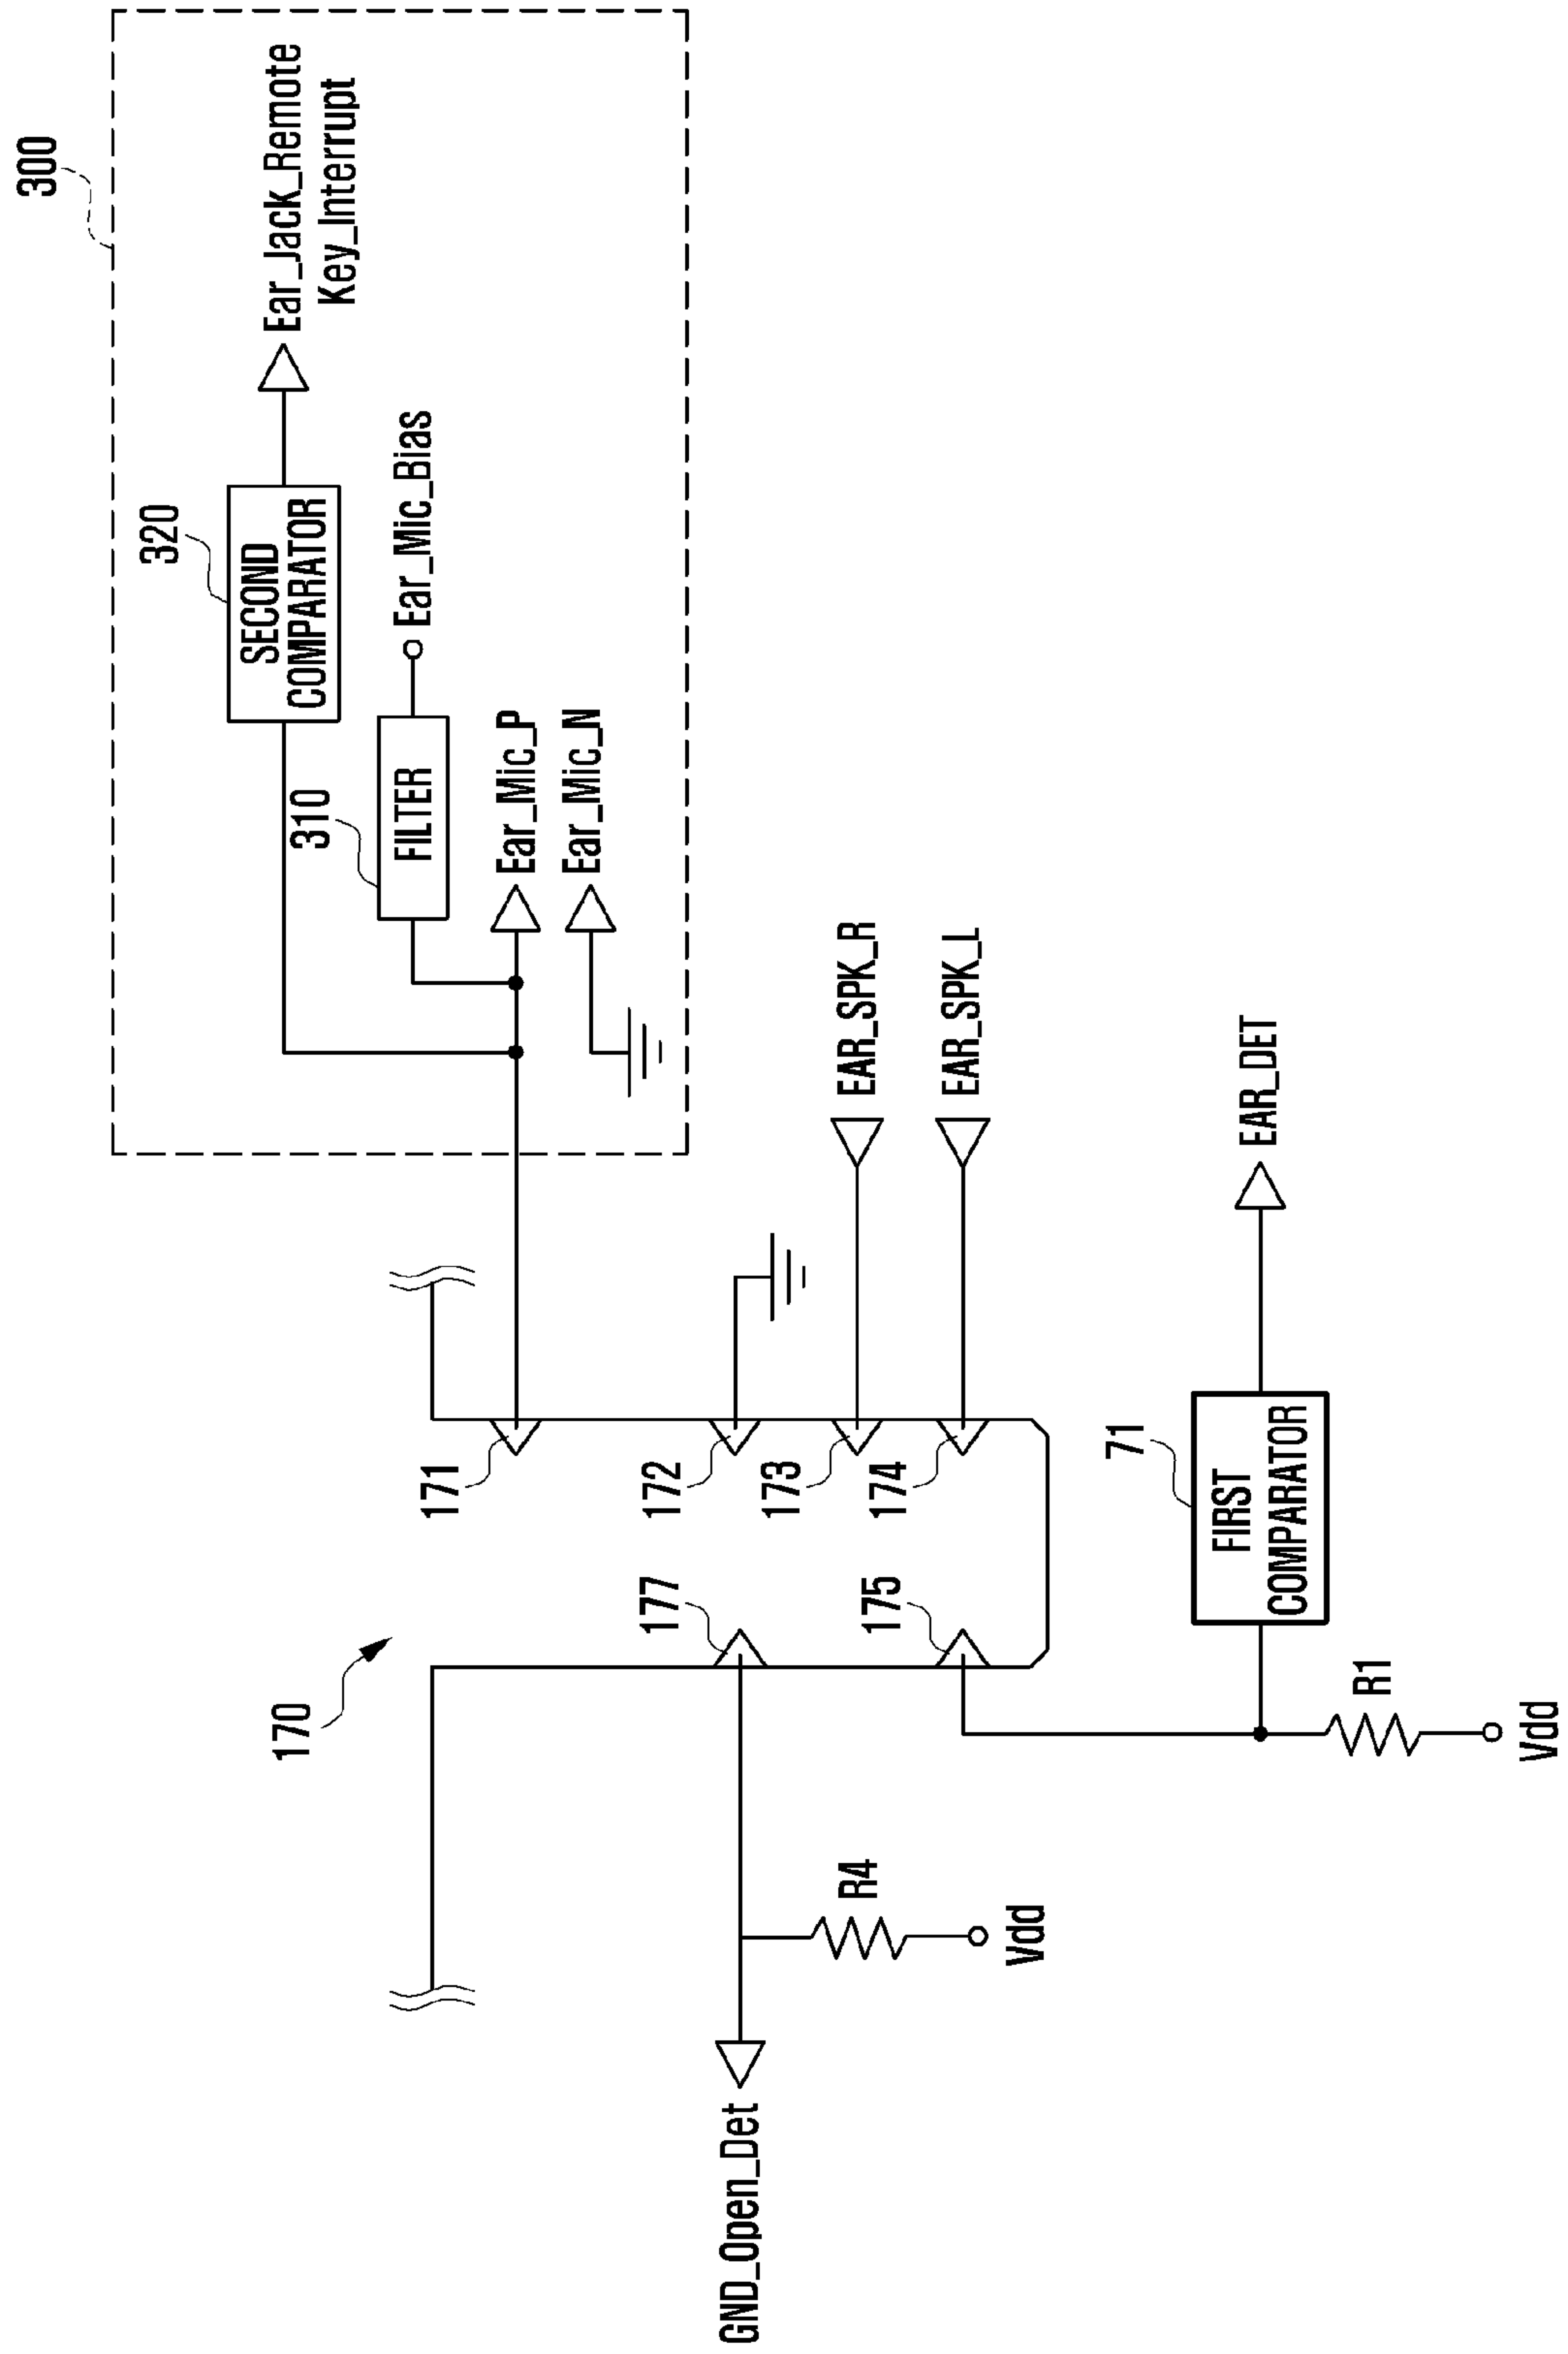 300
320
SECOND
COMPARATOR
Ear_Jack_Remote
Key_Interrupt
310
FILTER
Ear_Mic_Bias
Ear_Mic_P
Ear_Mic_N
170
171
172
173
174
177
175
EAR_SPK_R
EAR_SPK_L
GND_Open_Det
R4
Vdd
71
FIRST
COMPARATOR
EAR_DET
R1
Vdd